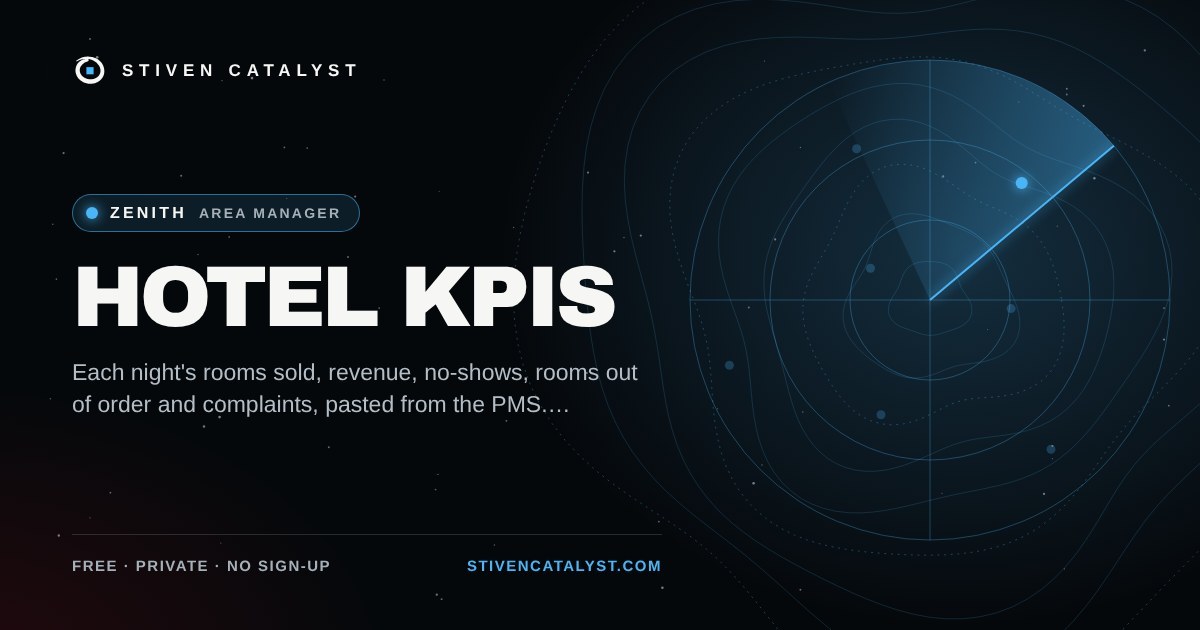 STIVEN CATALYST
ZENITH AREA MANAGER
HOTEL KPIS
Each night's rooms sold, revenue, no-shows, rooms out
of order and complaints, pasted from the PMS.…
FREE · PRIVATE · NO SIGN-UP
STIVENCATALYST.COM